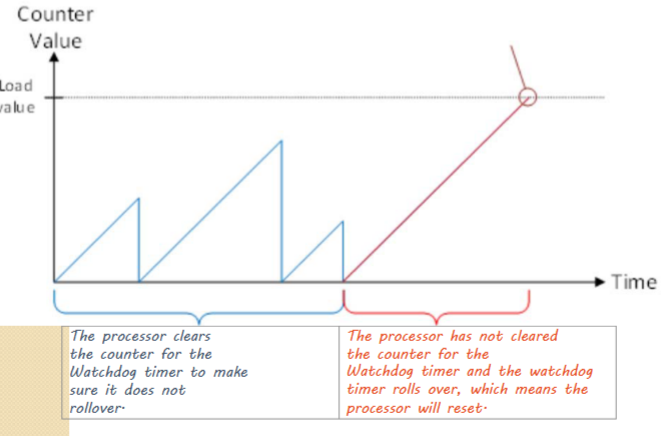 Counter
Value
Load
value
Time
The processor clears
the counter for the
Watchdog timer to make
sure it does not
rollover.
The processor has not cleared
the counter for the
Watchdog timer and the watchdog
timer rolls over, which means the
processor will reset.